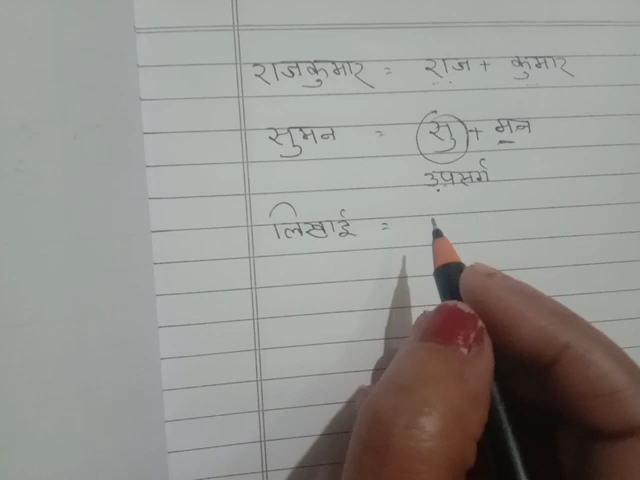 राजकुमार = राज + कुमार
सुमन = सु + मन
उपसर्ग
लिखाई =